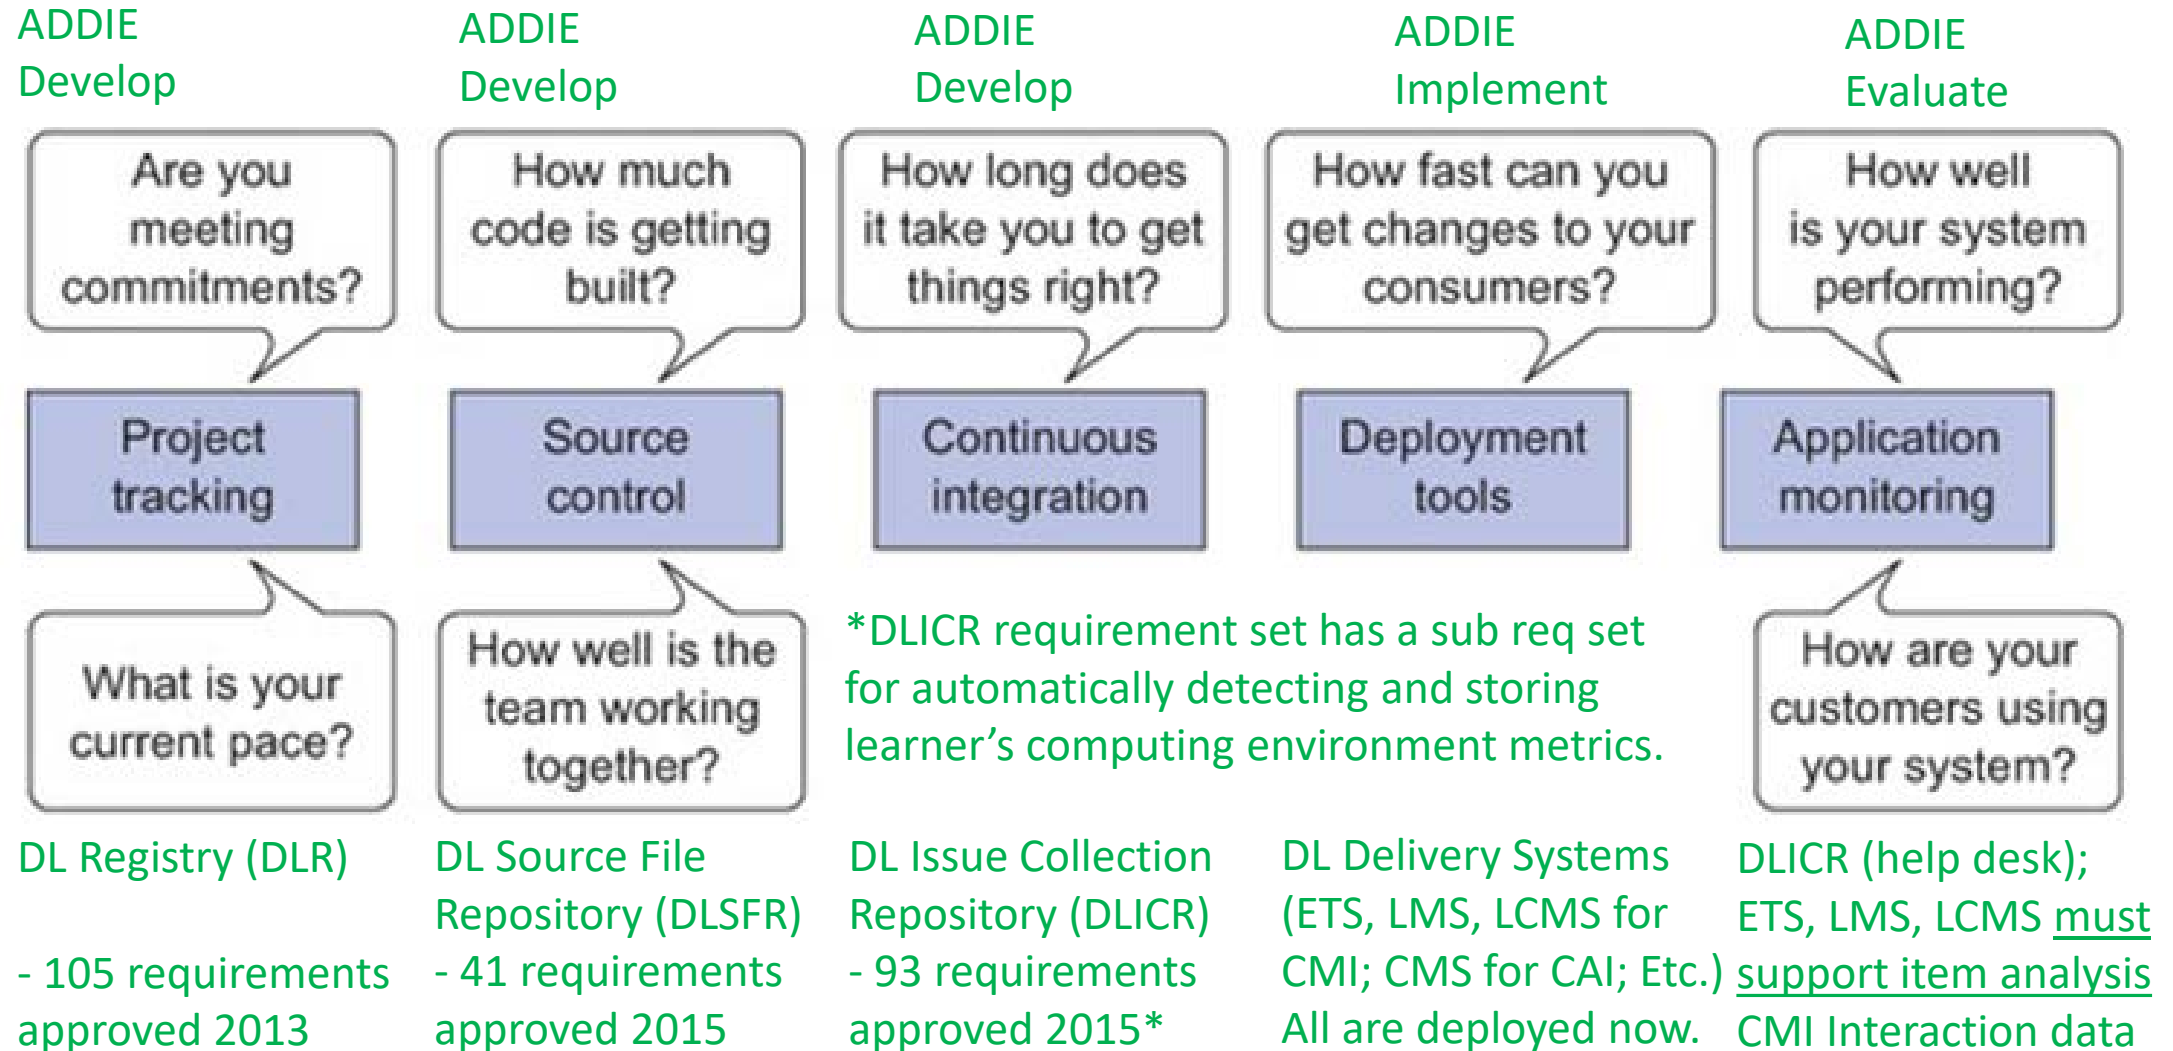 ADDIE
Develop
ADDIE
Develop
ADDIE
Develop
ADDIE
Implement
ADDIE
Evaluate
Are you
meeting
commitments?
How much
code is getting
built?
How long does
it take you to get
things right?
How fast can you
get changes to your
consumers?
How well
is your system
performing?
Project
tracking
Source
control
Continuous
integration
Deployment
tools
Application
monitoring
What is your
current pace?
How well is the
team working
together?
*DLICR requirement set has a sub req set
for automatically detecting and storing
learner’s computing environment metrics.
How are your
customers using
your system?
DL Registry (DLR)
- 105 requirements
approved 2013
DL Source File
Repository (DLSFR)
- 41 requirements
approved 2015
DL Issue Collection
Repository (DLICR)
- 93 requirements
approved 2015*
DL Delivery Systems
(ETS, LMS, LCMS for
CMI; CMS for CAI; Etc.)
All are deployed now.
DLICR (help desk);
ETS, LMS, LCMS must
support item analysis
CMI Interaction data